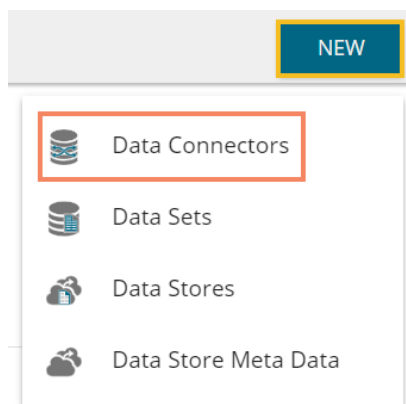 NEW
Data Connectors
Data Sets
Data Stores
Data Store Meta Data